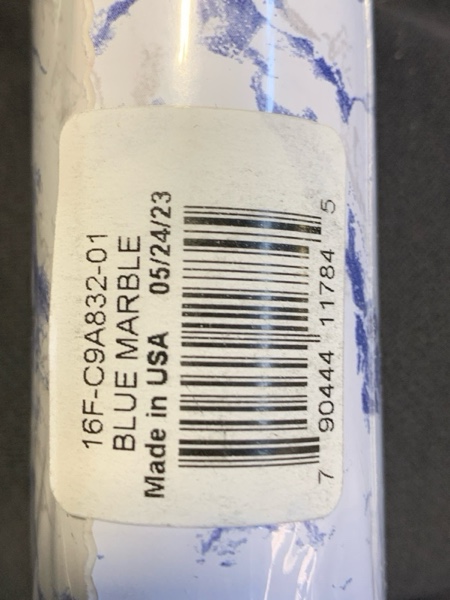 16F-C9A832-01
BLUE MARBLE
Made in USA 05/24/23
7 90444 11784 5